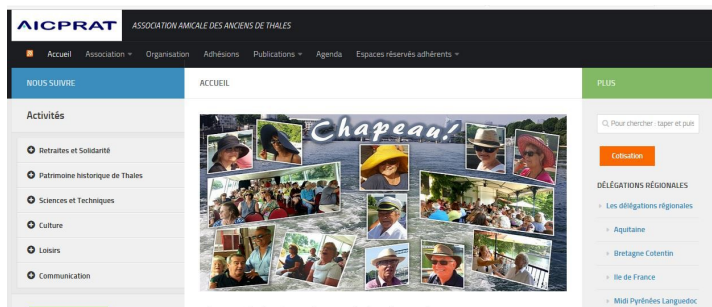 AICPRAT
ASSOCIATION AMICALE DES ANCIENS DE THALES
Accueil Association Organisation Adhésions Publications Agenda Espaces réservés adhérents
NOUS SUIVRE
Activités
Retraites et Solidarité
Patrimoine historique de Thales
Sciences et Techniques
Culture
Loisirs
Communication
ACCUEIL
Chapeau!
PLUS
Pour chercher : taper et puis
Cotisation
DÉLÉGATIONS RÉGIONALES
Les délégations régionales
Aquitaine
Bretagne Cotentin
Ile de France
Midi Pyrénées Languedoc